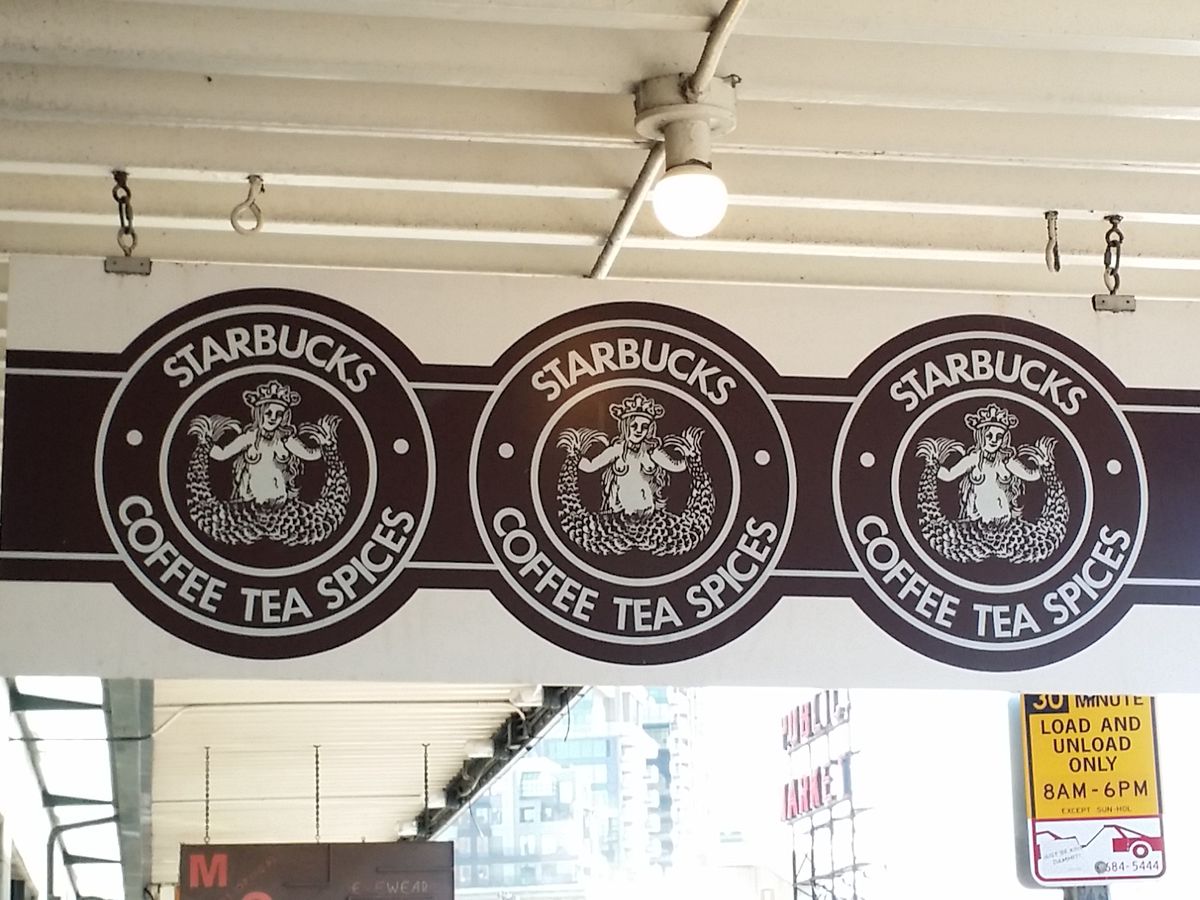 STARBUCKS
COFFEE TEA SPICES
STARBUCKS
COFFEE TEA SPICES
STARBUCKS
COFFEE TEA SPICES
PUBLIC
MARKET
30 MINUTE
LOAD AND
UNLOAD
ONLY
8AM-6PM
EXCEPT SUN-HOL
684-5444
M